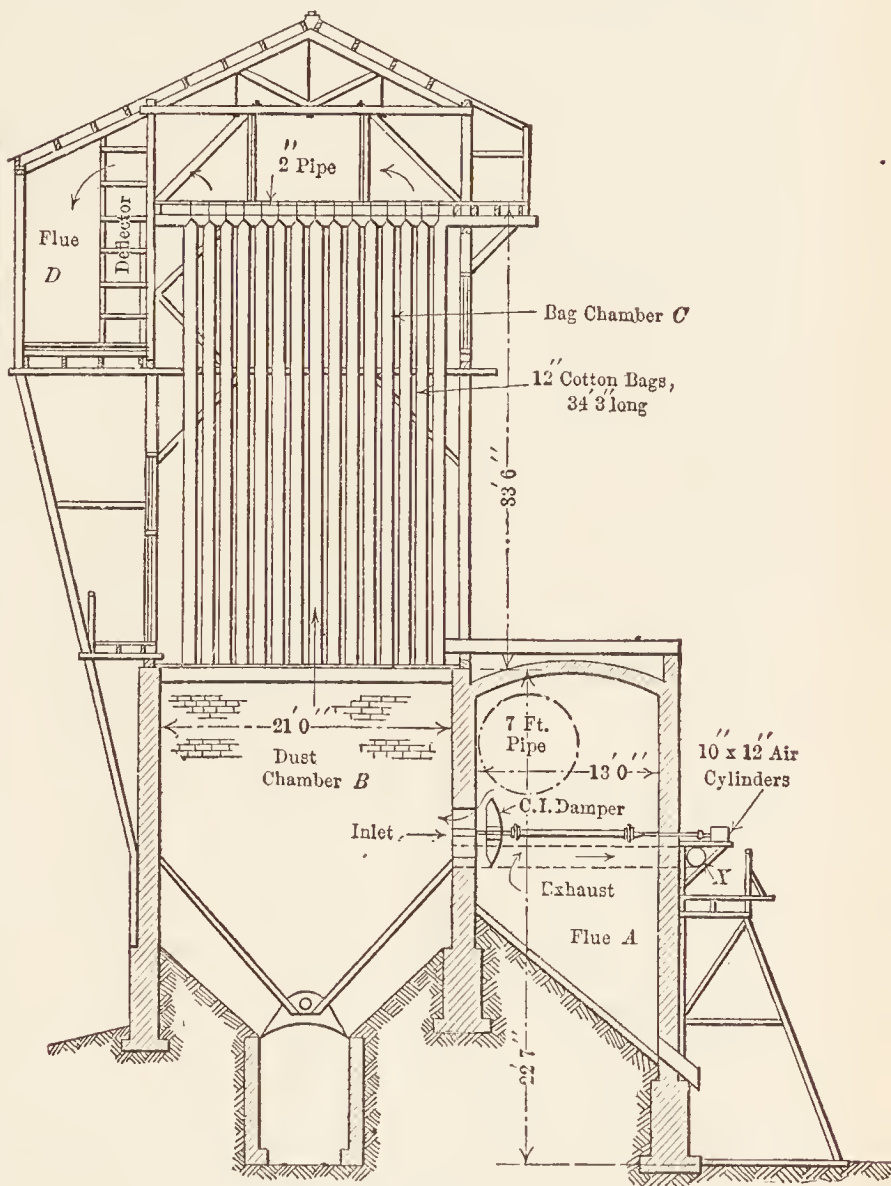 2" Pipe
Flue
D
Deflector
Bag Chamber C
12" Cotton Bags,
34'3" long
33'6"
21'0"
Dust
Chamber B
7 Ft.
Pipe
13'0"
10" x 12" Air
Cylinders
C.I. Damper
Inlet
X
Exhaust
Flue A
22'7"